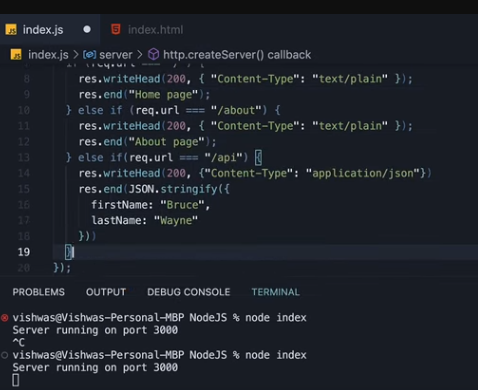 JS index.js
index.html
JS index.js > server > http.createServer() callback
8 res.writeHead(200, { "Content-Type": "text/plain" });
9 res.end("Home page");
10 } else if (req.url === "/about") {
11 res.writeHead(200, { "Content-Type": "text/plain" });
12 res.end("About page");
13 } else if(req.url === "/api") {
14 res.writeHead(200, {"Content-Type": "application/json"})
15 res.end(JSON.stringify({
16 firstName: "Bruce",
17 lastName: "Wayne"
18 }))
19 }
20 });
PROBLEMS OUTPUT DEBUG CONSOLE TERMINAL
vishwas@Vishwas-Personal-MBP NodeJS % node index
Server running on port 3000
^C
vishwas@Vishwas-Personal-MBP NodeJS % node index
Server running on port 3000